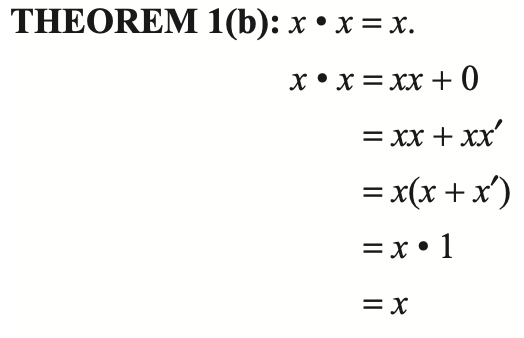 THEOREM 1(b): x • x = x.
x • x = xx + 0
= xx + xx′
= x(x + x′)
= x • 1
= x